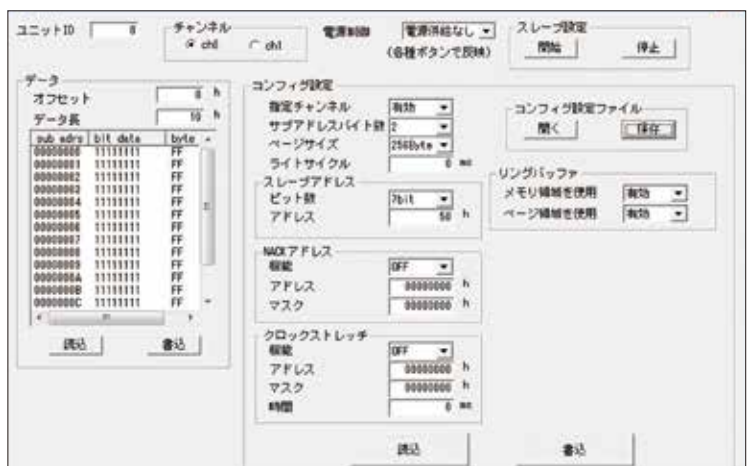 ユニットID 0
チャンネル
ch0 ch1
電源制御 電源供給なし
(各種ボタンで反映)
スレーブ設定
開始 停止
データ
オフセット 0 h
データ長 10 h
sub adrs bit data byte
00000000 11111111 FF
00000001 11111111 FF
00000002 11111111 FF
00000003 11111111 FF
00000004 11111111 FF
00000005 11111111 FF
00000006 11111111 FF
00000007 11111111 FF
00000008 11111111 FF
00000009 11111111 FF
0000000A 11111111 FF
0000000B 11111111 FF
0000000C 11111111 FF
読込 書込
コンフィグ設定
指定チャンネル 有効
サブアドレスバイト数 2
ページサイズ 256Byte
ライトサイクル 0 ms
スレーブアドレス
ビット数 7bit
アドレス 50 h
NACKアドレス
機能 OFF
アドレス 00000000 h
マスク 00000000 h
クロックストレッチ
機能 OFF
アドレス 00000000 h
マスク 00000000 h
時間 0 ms
読込 書込
コンフィグ設定ファイル
開く 保存
リングバッファ
メモリ領域を使用 有効
ページ領域を使用 有効